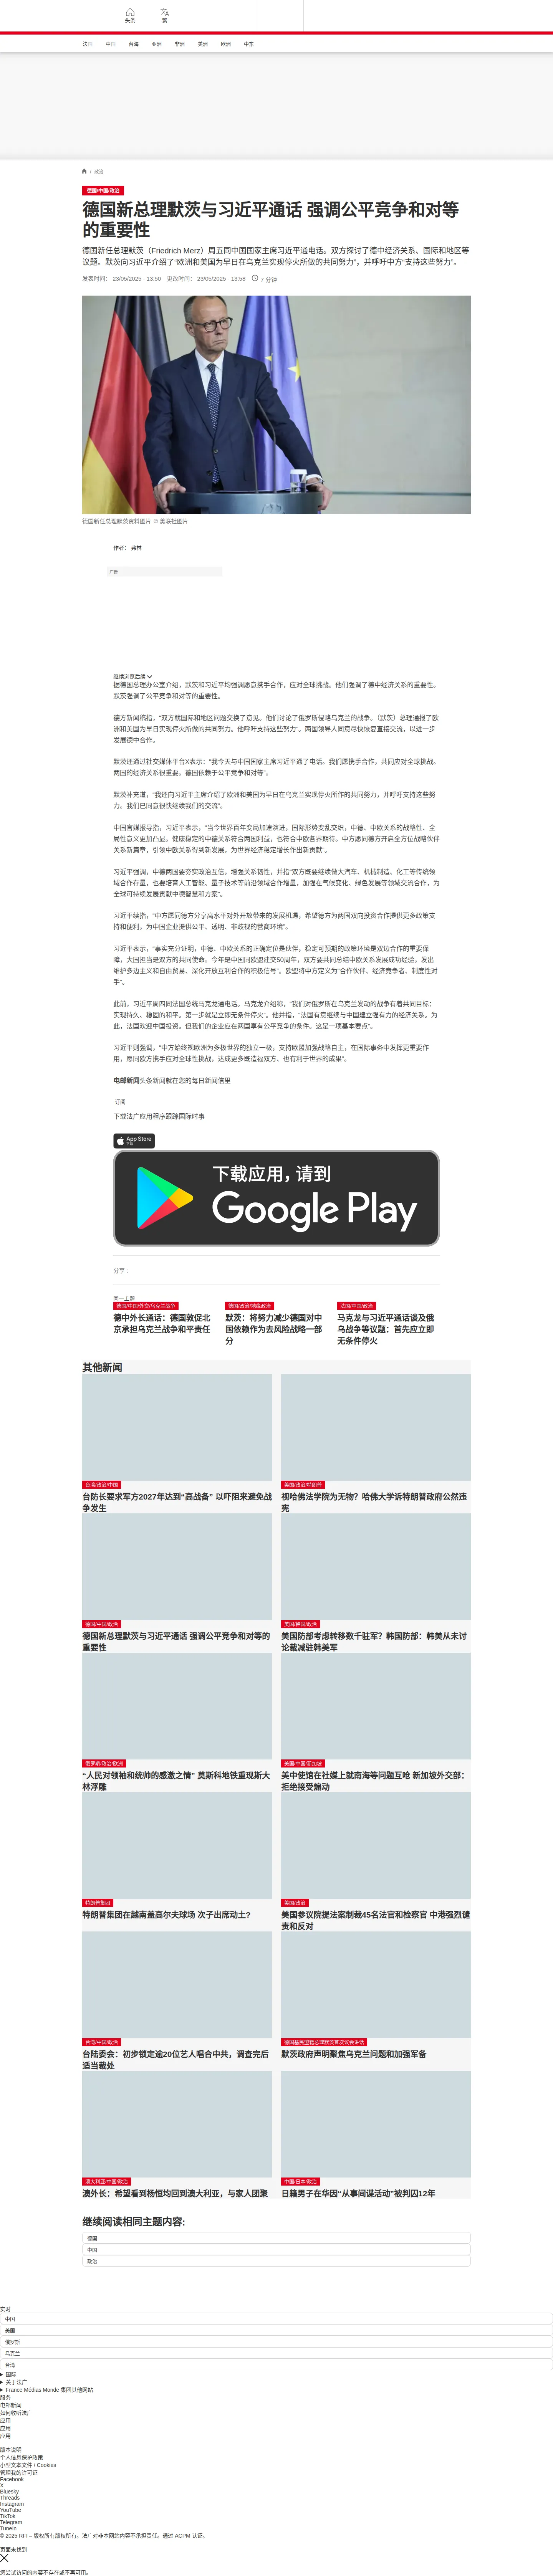 头条
繁
法国 中国 台海 亚洲 非洲 美洲 欧洲 中东
/ 政治
德国/中国/政治
德国新总理默茨与习近平通话 强调公平竞争和对等
的重要性
德国新任总理默茨（Friedrich Merz）周五同中国国家主席习近平通电话。双方探讨了德中经济关系、国际和地区等
议题。默茨向习近平介绍了“欧洲和美国为早日在乌克兰实现停火所做的共同努力”，并呼吁中方“支持这些努力”。
发表时间： 23/05/2025 - 13:50 更改时间： 23/05/2025 - 13:58 7 分钟
德国新任总理默茨资料图片 © 美联社图片
作者： 弗林
广告
继续浏览后续
据德国总理办公室介绍，默茨和习近平均强调愿意携手合作，应对全球挑战。他们强调了德中经济关系的重要性。
默茨强调了公平竞争和对等的重要性。
德方新闻稿指，“双方就国际和地区问题交换了意见。他们讨论了俄罗斯侵略乌克兰的战争。（默茨）总理通报了欧
洲和美国为早日实现停火所做的共同努力。他呼吁支持这些努力”。两国领导人同意尽快恢复直接交流，以进一步
发展德中合作。
默茨还通过社交媒体平台X表示：“我今天与中国国家主席习近平通了电话。我们愿携手合作，共同应对全球挑战。
两国的经济关系很重要。德国依赖于公平竞争和对等”。
默茨补充道，“我还向习近平主席介绍了欧洲和美国为早日在乌克兰实现停火所作的共同努力，并呼吁支持这些努
力。我们已同意很快继续我们的交流”。
中国官媒报导指，习近平表示，“当今世界百年变局加速演进，国际形势变乱交织，中德、中欧关系的战略性、全
局性意义更加凸显。健康稳定的中德关系符合两国利益，也符合中欧各界期待。中方愿同德方开启全方位战略伙伴
关系新篇章，引领中欧关系得到新发展，为世界经济稳定增长作出新贡献”。
习近平强调，中德两国要夯实政治互信，增强关系韧性，并指“双方既要继续做大汽车、机械制造、化工等传统领
域合作存量，也要培育人工智能、量子技术等前沿领域合作增量，加强在气候变化、绿色发展等领域交流合作，为
全球可持续发展贡献中德智慧和方案”。
习近平续指，“中方愿同德方分享高水平对外开放带来的发展机遇，希望德方为两国双向投资合作提供更多政策支
持和便利，为中国企业提供公平、透明、非歧视的营商环境”。
习近平表示，“事实充分证明，中德、中欧关系的正确定位是伙伴，稳定可预期的政策环境是双边合作的重要保
障，大国担当是双方的共同使命。今年是中国同欧盟建交50周年，双方要共同总结中欧关系发展成功经验，发出
维护多边主义和自由贸易、深化开放互利合作的积极信号”。欧盟将中方定义为“合作伙伴、经济竞争者、制度性对
手”。
此前，习近平周四同法国总统马克龙通电话。马克龙介绍称，“我们对俄罗斯在乌克兰发动的战争有着共同目标：
实现持久、稳固的和平。第一步就是立即无条件停火”。他并指，“法国有意继续与中国建立强有力的经济关系。为
此，法国欢迎中国投资。但我们的企业应在两国享有公平竞争的条件。这是一项基本要点”。
习近平则强调，“中方始终视欧洲为多极世界的独立一极，支持欧盟加强战略自主，在国际事务中发挥更重要作
用，愿同欧方携手应对全球性挑战，达成更多既造福双方、也有利于世界的成果”。
电邮新闻头条新闻就在您的每日新闻信里
订阅
下载法广应用程序跟踪国际时事
App Store
下载
下载应用，请到
Google Play
分享 :
同一主题
德国/中国/外交/乌克兰战争
德中外长通话：德国敦促北
京承担乌克兰战争和平责任
德国/政治/地缘政治
默茨：将努力减少德国对中
国依赖作为去风险战略一部
分
法国/中国/政治
马克龙与习近平通话谈及俄
乌战争等议题：首先应立即
无条件停火
其他新闻
台湾/政治/中国
台防长要求军方2027年达到“高战备” 以吓阻来避免战
争发生
美国/政治/特朗普
视哈佛法学院为无物？哈佛大学诉特朗普政府公然违
宪
德国/中国/政治
德国新总理默茨与习近平通话 强调公平竞争和对等的
重要性
美国/韩国/政治
美国防部考虑转移数千驻军？韩国防部：韩美从未讨
论裁减驻韩美军
俄罗斯/政治/欧洲
“人民对领袖和统帅的感激之情” 莫斯科地铁重现斯大
林浮雕
美国/中国/新加坡
美中使馆在社媒上就南海等问题互呛 新加坡外交部：
拒绝接受煽动
特朗普集团
特朗普集团在越南盖高尔夫球场 次子出席动土?
美国/政治
美国参议院提法案制裁45名法官和检察官 中港强烈谴
责和反对
台湾/中国/政治
台陆委会：初步锁定逾20位艺人唱合中共，调查完后
适当裁处
德国基民盟籍总理默茨首次议会讲话
默茨政府声明聚焦乌克兰问题和加强军备
澳大利亚/中国/政治
澳外长：希望看到杨恒均回到澳大利亚，与家人团聚
中国/日本/政治
日籍男子在华因“从事间谍活动”被判囚12年
继续阅读相同主题内容:
德国
中国
政治
实时
中国
美国
俄罗斯
乌克兰
台湾
国际
关于法广
France Médias Monde 集团其他网站
服务
电邮新闻
如何收听法广
应用
应用
应用
版本说明
个人信息保护政策
小型文本文件 / Cookies
管理我的许可证
Facebook
X
Bluesky
Threads
Instagram
YouTube
TikTok
Telegram
TuneIn
© 2025 RFI – 版权所有版权所有。法广对非本网站内容不承担责任。通过 ACPM 认证。
页面未找到
您尝试访问的内容不存在或不再可用。